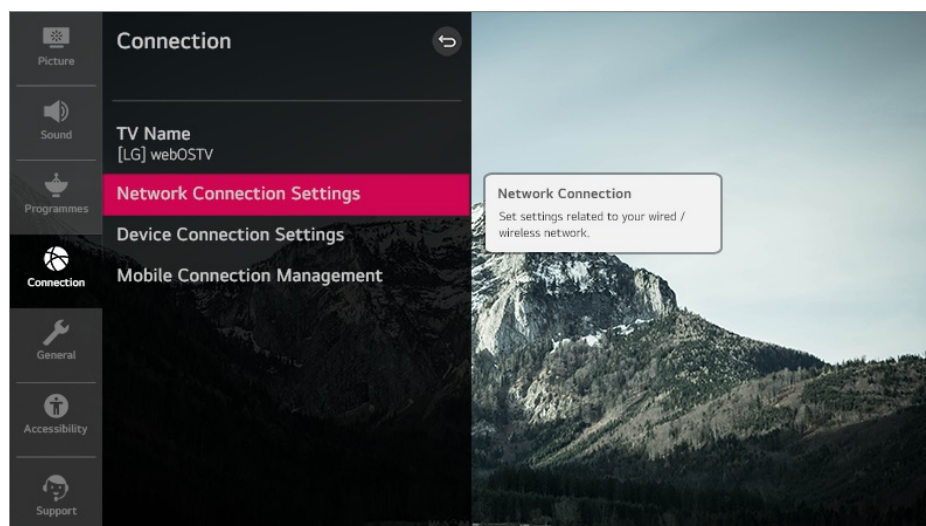 Picture
Sound
Programmes
Connection
General
Accessibility
Support
Connection
TV Name
[LG] webOSTV
Network Connection Settings
Device Connection Settings
Mobile Connection Management
Network Connection
Set settings related to your wired /
wireless network.